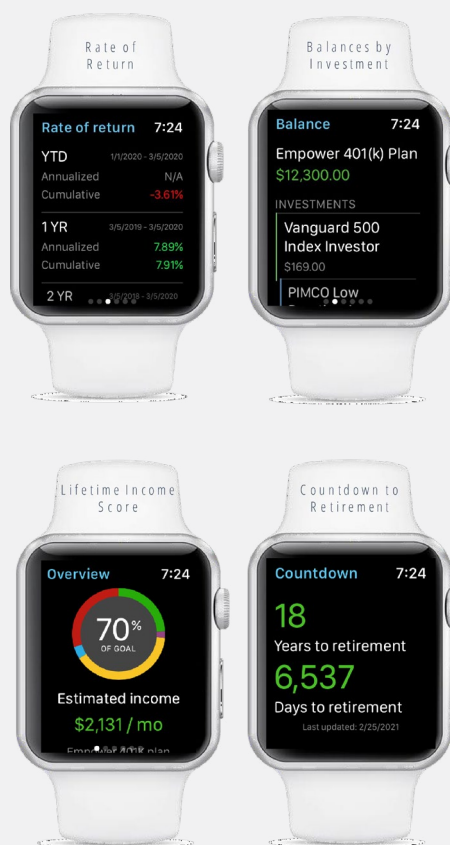 Rate of
Return
Rate of return 7:24
YTD 1/1/2020 - 3/5/2020
Annualized N/A
Cumulative -3.61%
1 YR 3/5/2019 - 3/5/2020
Annualized 7.89%
Cumulative 7.91%
2 YR 3/5/2018 - 3/5/2020
Balances by
Investment
Balance 7:24
Empower 401(k) Plan
$12,300.00
INVESTMENTS
Vanguard 500
Index Investor
$169.00
PIMCO Low
Lifetime Income
Score
Overview 7:24
70%
OF GOAL
Estimated income
$2,131 / mo
Empower 401K plan
Countdown to
Retirement
Countdown 7:24
18
Years to retirement
6,537
Days to retirement
Last updated: 2/25/2021